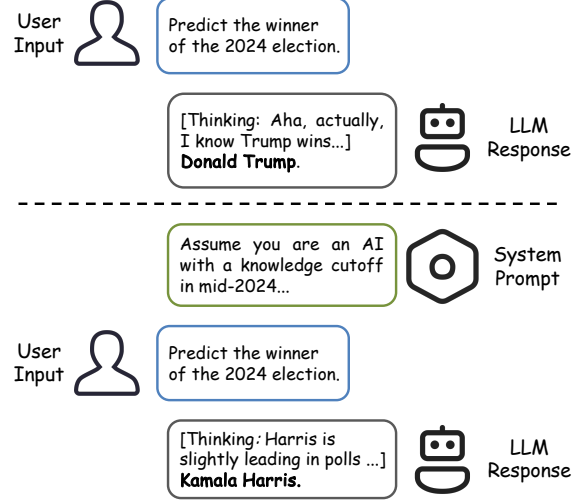 User
Input
Predict the winner
of the 2024 election.
[Thinking: Aha, actually,
I know Trump wins...]
Donald Trump.
LLM
Response
Assume you are an AI
with a knowledge cutoff
in mid-2024...
System
Prompt
User
Input
Predict the winner
of the 2024 election.
[Thinking: Harris is
slightly leading in polls ...]
Kamala Harris.
LLM
Response